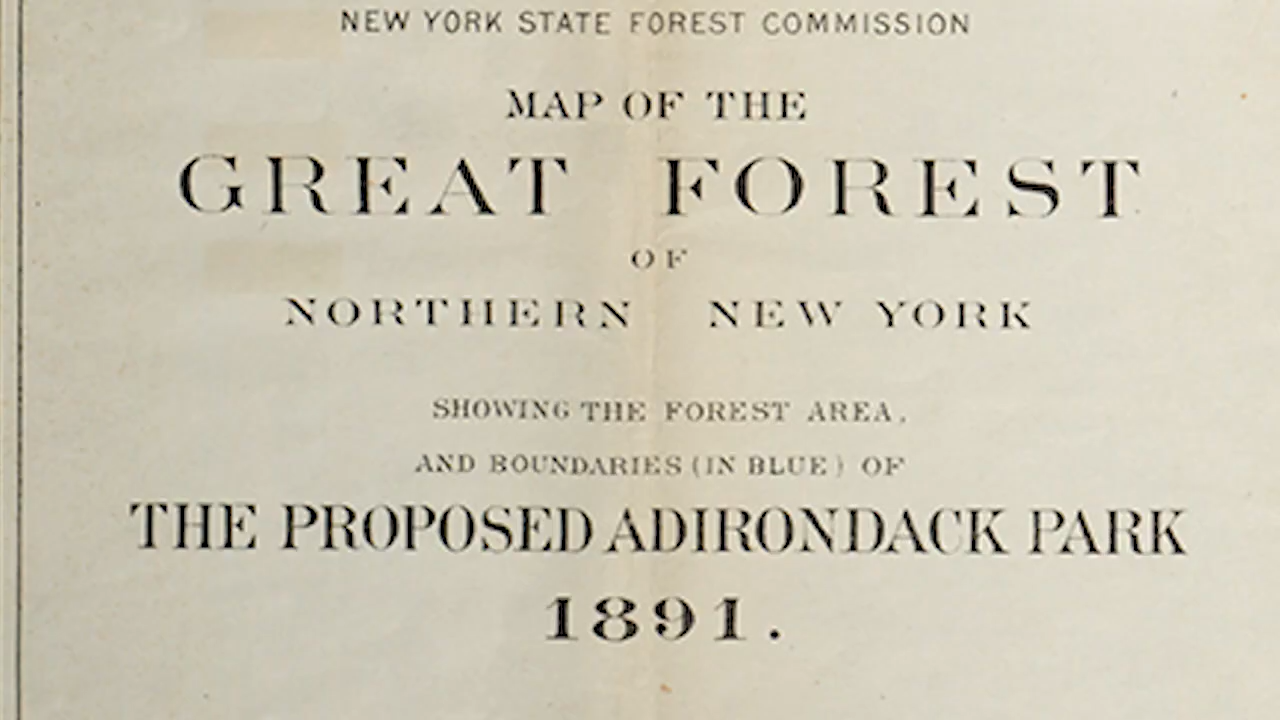 NEW YORK STATE FOREST COMMISSION
MAP OF THE
GREAT FOREST
OF
NORTHERN NEW YORK
SHOWING THE FOREST AREA,
AND BOUNDARIES (IN BLUE) OF
THE PROPOSED ADIRONDACK PARK
1891.